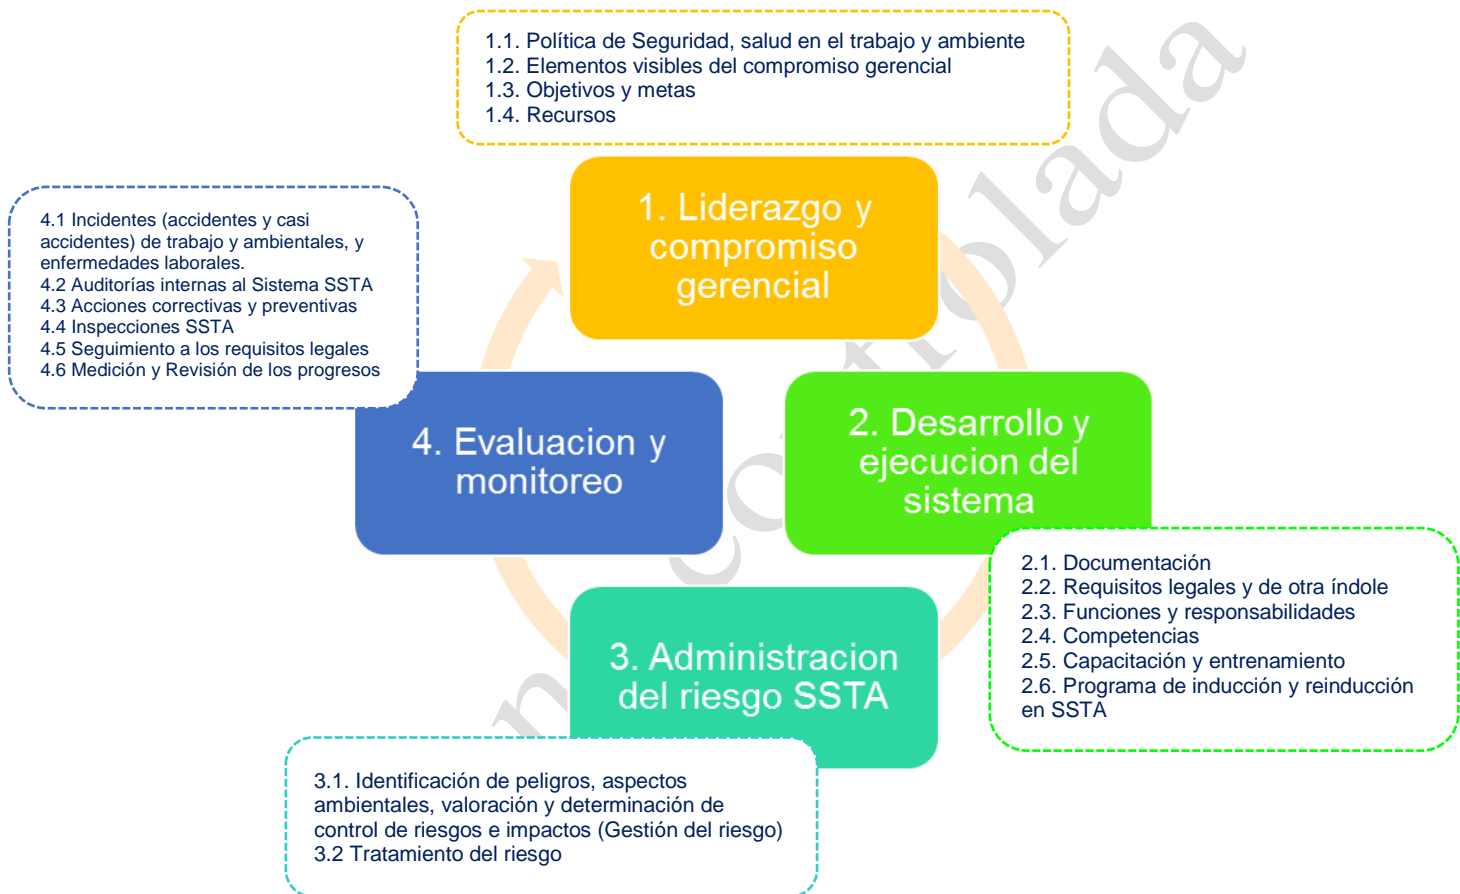 1.1. Política de Seguridad, salud en el trabajo y ambiente
1.2. Elementos visibles del compromiso gerencial
1.3. Objetivos y metas
1.4. Recursos
1. Liderazgo y
compromiso
gerencial
2. Desarrollo y
ejecucion del
sistema
2.1. Documentación
2.2. Requisitos legales y de otra índole
2.3. Funciones y responsabilidades
2.4. Competencias
2.5. Capacitación y entrenamiento
2.6. Programa de inducción y reinducción
en SSTA
3. Administracion
del riesgo SSTA
3.1. Identificación de peligros, aspectos
ambientales, valoración y determinación de
control de riesgos e impactos (Gestión del riesgo)
3.2 Tratamiento del riesgo
4. Evaluacion y
monitoreo
4.1 Incidentes (accidentes y casi
accidentes) de trabajo y ambientales, y
enfermedades laborales.
4.2 Auditorías internas al Sistema SSTA
4.3 Acciones correctivas y preventivas
4.4 Inspecciones SSTA
4.5 Seguimiento a los requisitos legales
4.6 Medición y Revisión de los progresos